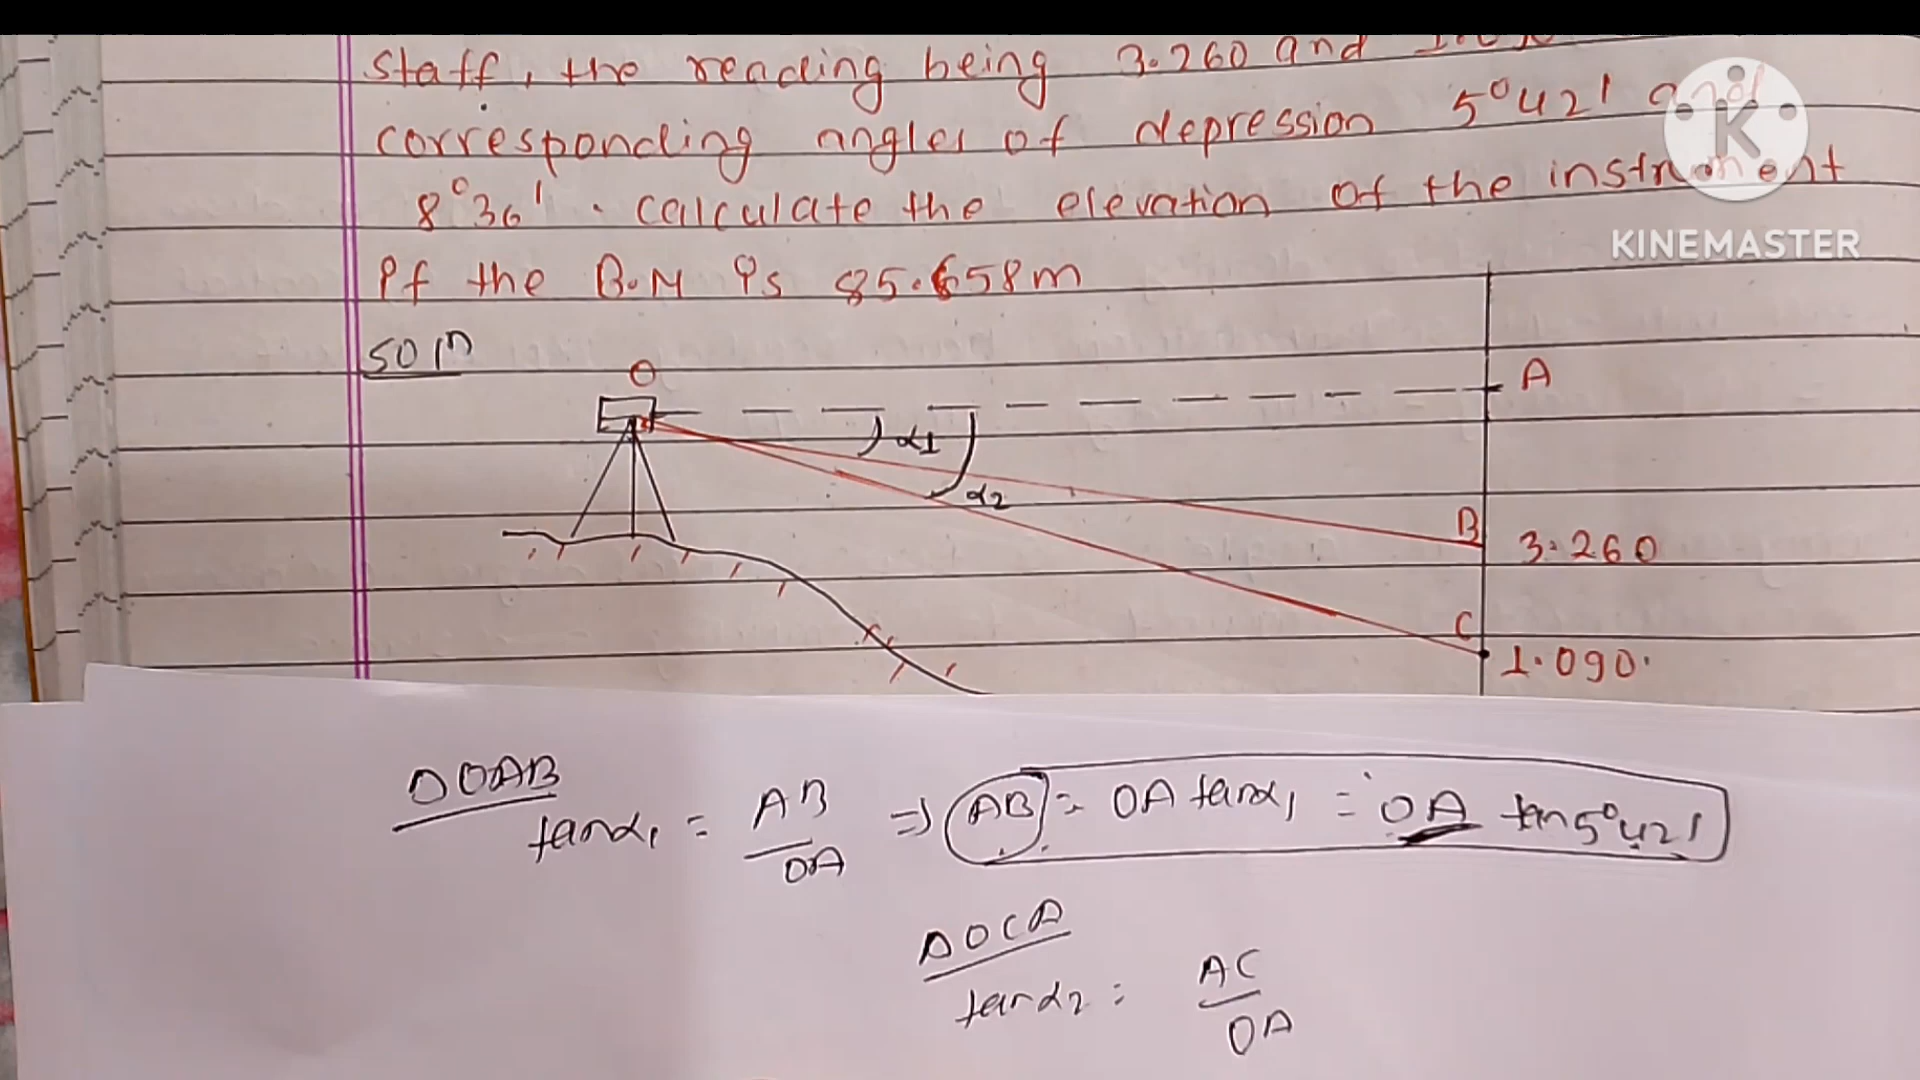 staff, the reading being 3.260 and
corresponding angles of depression 5°42' and
8°36' . calculate the elevation of the instrument
If the B.M is 85.658m
Soln
O
A
α1
α2
B 3.260
C 1.090.
K
KINEMASTER
ΔOAB
tanα1 = AB/OA => AB = OA tanα1 = OA tan5°42'
ΔOCA
tanα2 = AC/OA